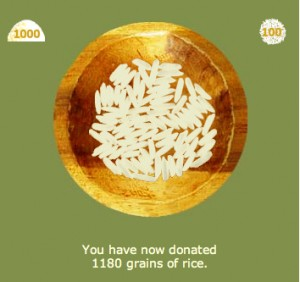 1000
100
You have now donated
1180 grains of rice.